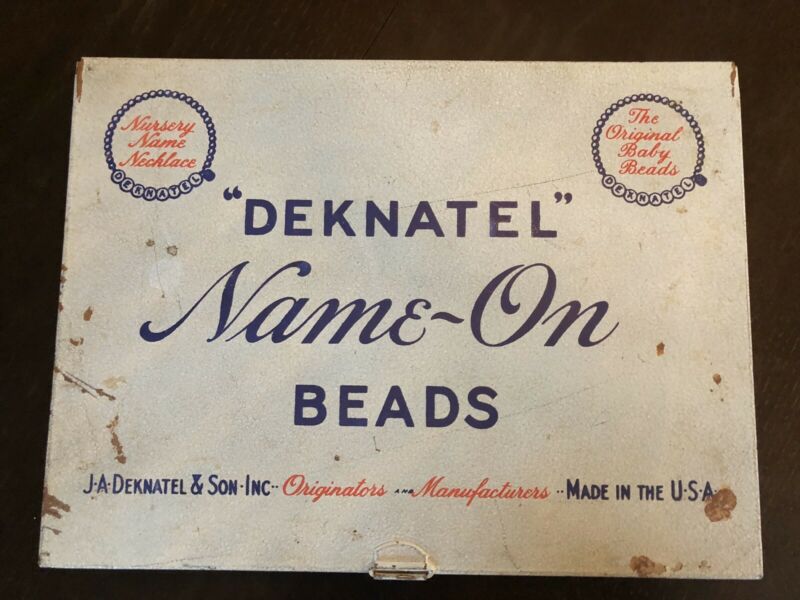 Nursery
Name
Necklace
DEKNATEL
The
Original
Baby
Beads
DEKNATEL
"DEKNATEL"
Name-On
BEADS
J·A·DEKNATEL & SON·INC·· Originators AND Manufacturers ··MADE IN THE U·S·A·